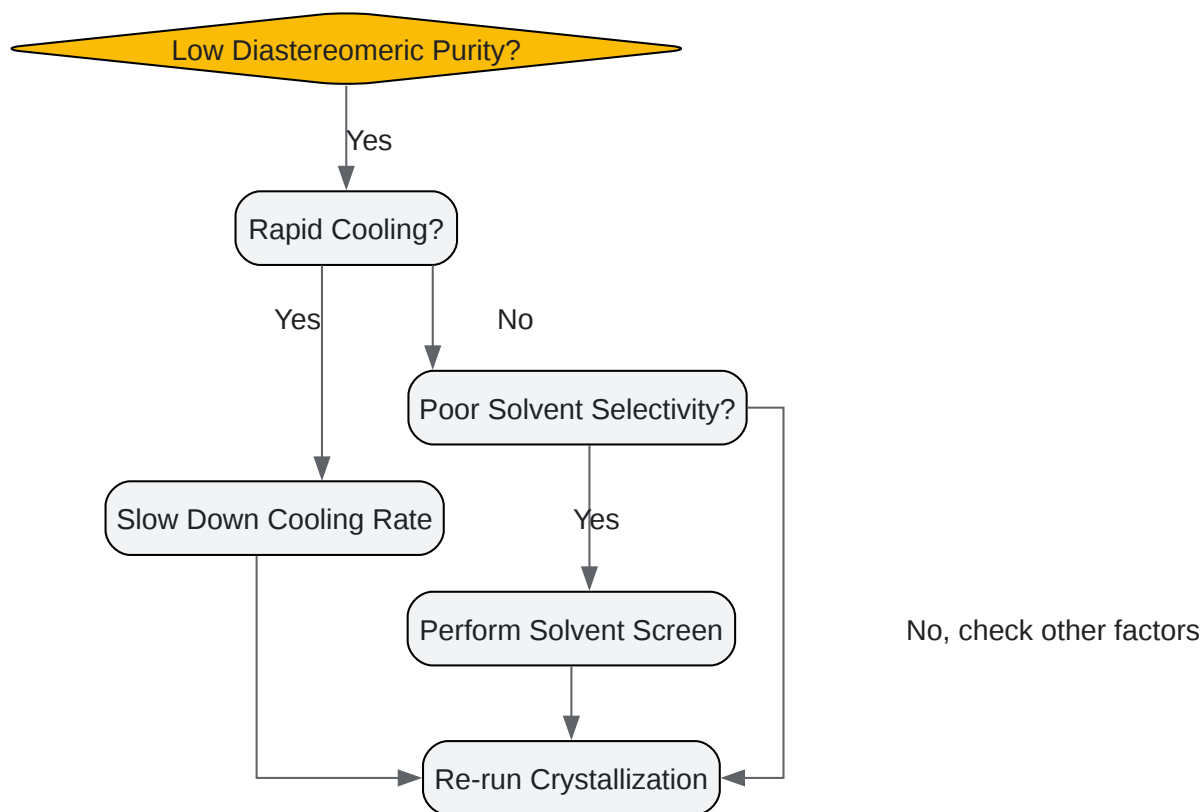 Low Diastereomeric Purity?
Yes
Rapid Cooling?
Yes
No
Poor Solvent Selectivity?
Slow Down Cooling Rate
Yes
Perform Solvent Screen
No, check other factors
Re-run Crystallization